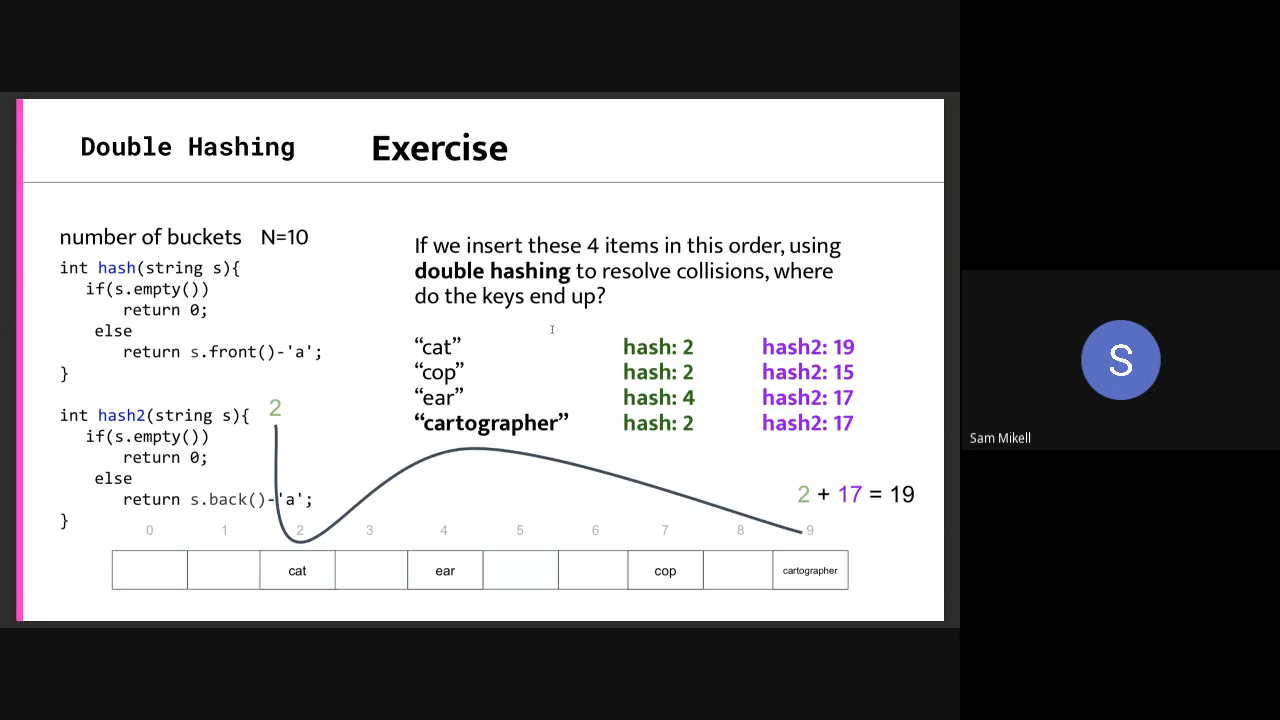 Double Hashing
Exercise
number of buckets N=10
int hash(string s){
if(s.empty())
return 0;
else
return s.front()-'a';
}
int hash2(string s){
if(s.empty())
return 0;
else
return s.back()-'a';
}
2
If we insert these 4 items in this order, using
double hashing to resolve collisions, where
do the keys end up?
“cat” hash: 2 hash2: 19
“cop” hash: 2 hash2: 15
“ear” hash: 4 hash2: 17
“cartographer” hash: 2 hash2: 17
2 + 17 = 19
0 1 2 3 4 5 6 7 8 9
cat ear cop cartographer
S
Sam Mikell